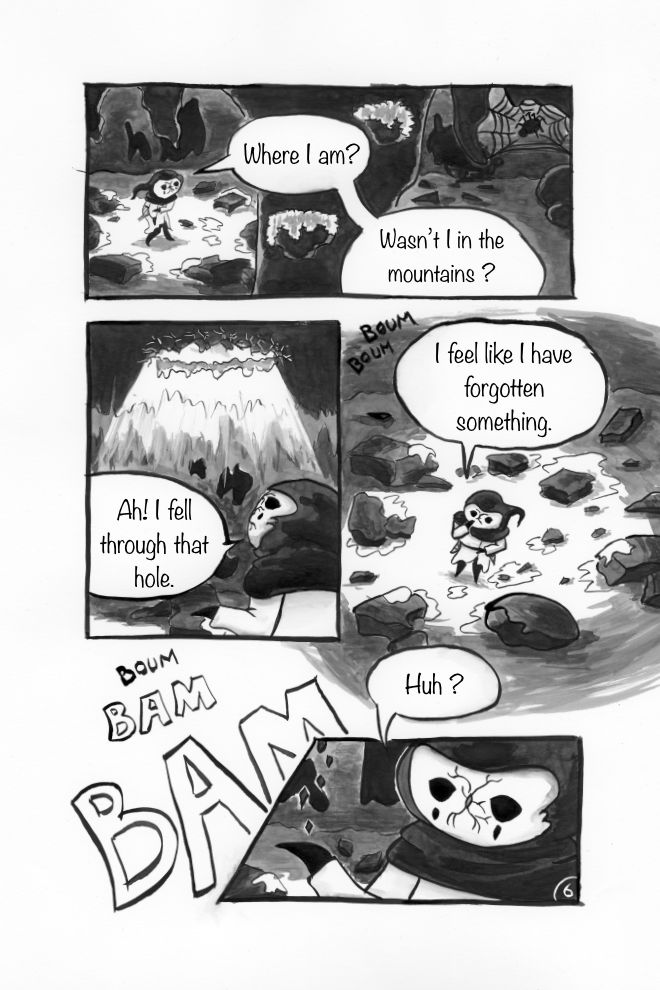 Where I am?
Wasn't I in the
mountains ?
Ah! I fell
through that
hole.
BOUM
BOUM
I feel like I have
forgotten
something.
BOUM
BAM
BAM
Huh ?
6